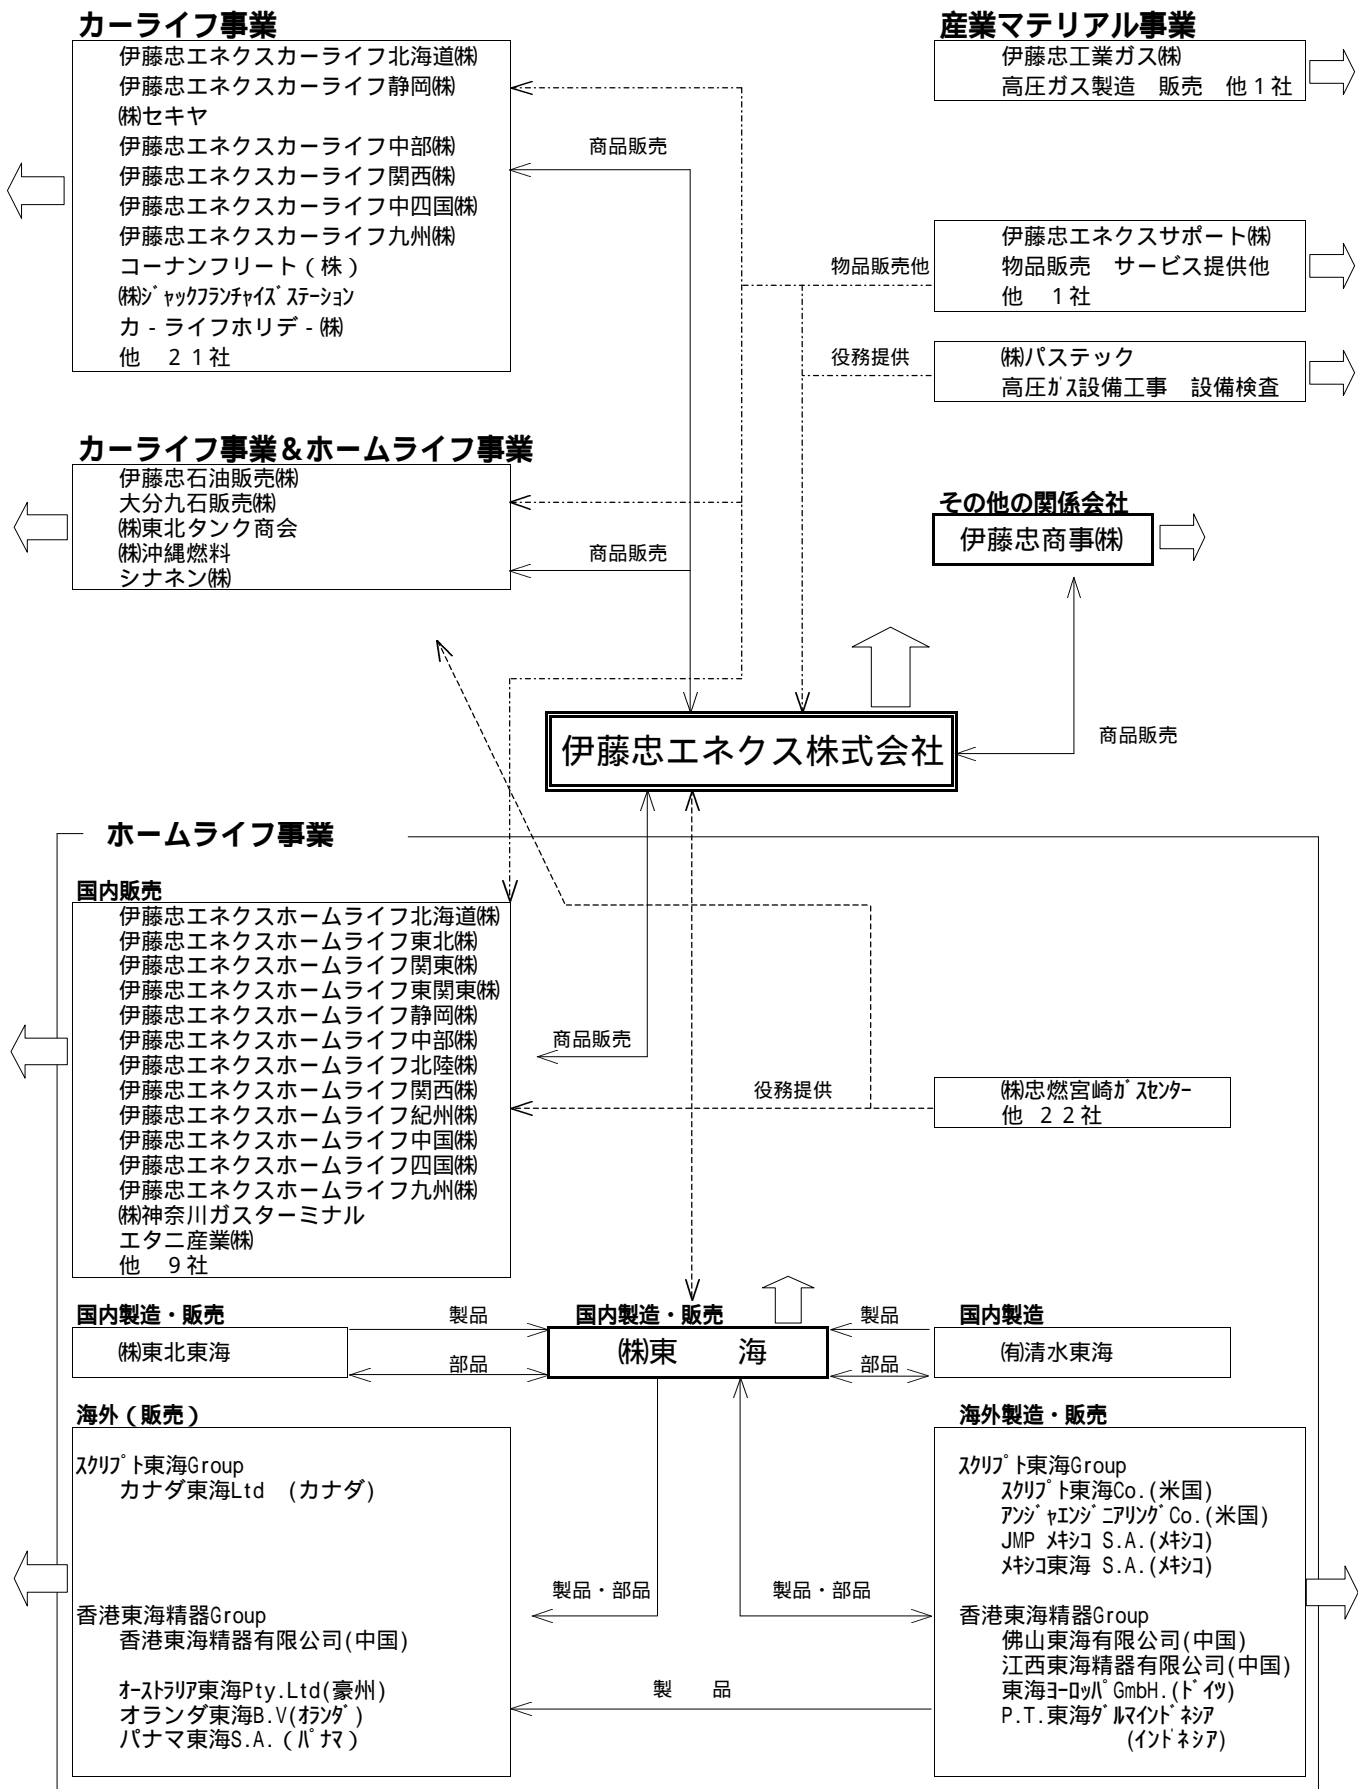 カーライフ事業
伊藤忠エネクスカーライフ北海道㈱
伊藤忠エネクスカーライフ静岡㈱
㈱セキヤ
伊藤忠エネクスカーライフ中部㈱
伊藤忠エネクスカーライフ関西㈱
伊藤忠エネクスカーライフ中四国㈱
伊藤忠エネクスカーライフ九州㈱
コーナンフリート（株）
㈱ｼﾞｬｯｸﾌﾗﾝﾁｬｲｽﾞｽﾃｰｼｮﾝ
カ-ライフホリデ-㈱
他　２１社
商品販売
産業マテリアル事業
伊藤忠工業ガス㈱
高圧ガス製造　販売　他１社
伊藤忠エネクスサポート㈱
物品販売　サービス提供他
他　１社
物品販売他
㈱パステック
高圧ｶﾞｽ設備工事　設備検査
役務提供
カーライフ事業＆ホームライフ事業
伊藤忠石油販売㈱
大分九石販売㈱
㈱東北タンク商会
㈱沖縄燃料
シナネン㈱
商品販売
その他の関係会社
伊藤忠商事㈱
商品販売
伊藤忠エネクス株式会社
ホームライフ事業
国内販売
伊藤忠エネクスホームライフ北海道㈱
伊藤忠エネクスホームライフ東北㈱
伊藤忠エネクスホームライフ関東㈱
伊藤忠エネクスホームライフ東関東㈱
伊藤忠エネクスホームライフ静岡㈱
伊藤忠エネクスホームライフ中部㈱
伊藤忠エネクスホームライフ北陸㈱
伊藤忠エネクスホームライフ関西㈱
伊藤忠エネクスホームライフ紀州㈱
伊藤忠エネクスホームライフ中国㈱
伊藤忠エネクスホームライフ四国㈱
伊藤忠エネクスホームライフ九州㈱
㈱神奈川ガスターミナル
エタニ産業㈱
他　９社
商品販売
役務提供
㈱忠燃宮崎ｶﾞｽｾﾝﾀｰ
他　２２社
国内製造・販売
㈱東北東海
製品
部品
国内製造・販売
㈱東　海
製品
部品
国内製造
㈲清水東海
海外（販売）
ｽｸﾘﾌﾟﾄ東海Group
カナダ東海Ltd　(カナダ)
香港東海精器Group
香港東海精器有限公司(中国)
ｵｰｽﾄﾗﾘｱ東海Pty.Ltd(豪州)
オランダ東海B.V(ｵﾗﾝﾀﾞ)
パナマ東海S.A.（ﾊﾟﾅﾏ）
製品・部品
製品・部品
製　品
海外製造・販売
ｽｸﾘﾌﾟﾄ東海Group
ｽｸﾘﾌﾟﾄ東海Co.(米国)
ｱﾝｼﾞｬｴﾝｼﾞﾆｱﾘﾝｸﾞCo.(米国)
JMP ﾒｷｼｺ S.A.(ﾒｷｼｺ)
ﾒｷｼｺ東海 S.A.(ﾒｷｼｺ)
香港東海精器Group
佛山東海有限公司(中国)
江西東海精器有限公司(中国)
東海ﾖｰﾛｯﾊﾟGmbH.(ﾄﾞｲﾂ)
P.T.東海ﾀﾞﾙﾏｲﾝﾄﾞﾈｼｱ
(ｲﾝﾄﾞﾈｼｱ)